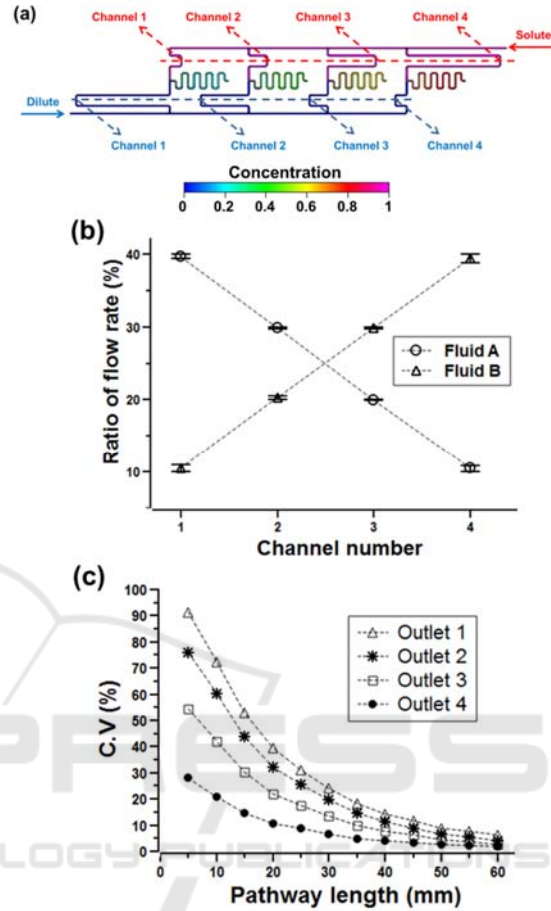 (a)
Channel 1 Channel 2 Channel 3 Channel 4
Solute
Dilute
Channel 1 Channel 2 Channel 3 Channel 4
Concentration
0 0.2 0.4 0.6 0.8 1
(b)
Ratio of flow rate (%)
40
30
20
10
Fluid A
Fluid B
1 2 3 4
Channel number
(c)
C.V (%)
100
90
80
70
60
50
40
30
20
10
0
Outlet 1
Outlet 2
Outlet 3
Outlet 4
0 10 20 30 40 50 60
Pathway length (mm)
PRESS
LOGY PUBLICATIONS